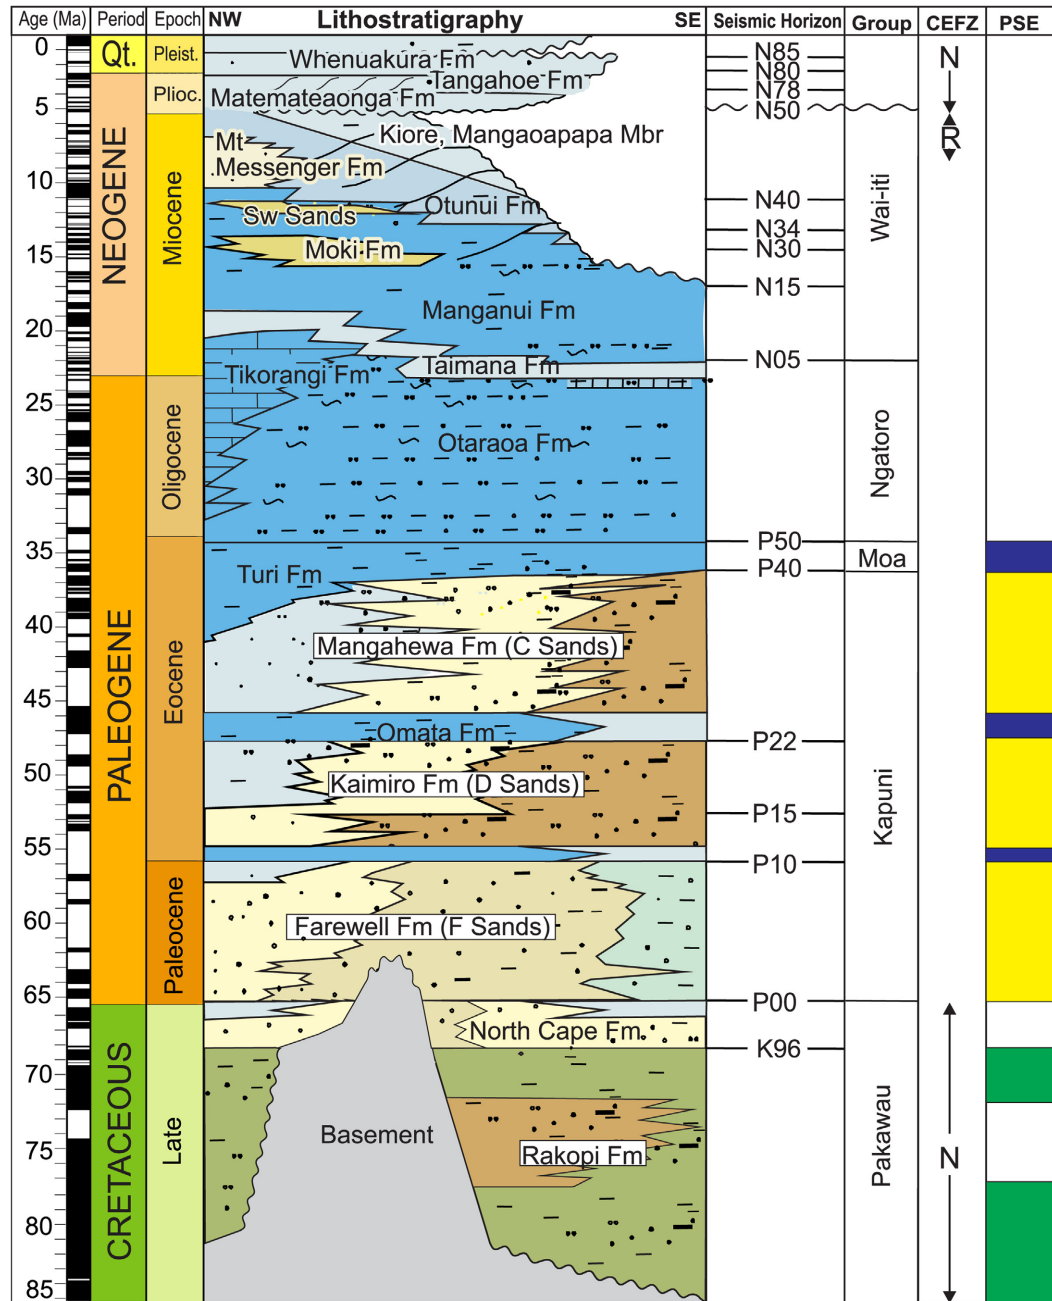 Age (Ma) Period Epoch NW Lithostratigraphy SE Seismic Horizon Group CEFZ PSE
0 Qt. Pleist. Whenuakura Fm N85 N
N80
Tangahoe Fm
Plioc. N78
Matemateaonga Fm
5 N50
Kiore, Mangaoapapa Mbr R
Mt
Messenger Fm
10
N40
Sw Sands Otunui Fm
N34
Moki Fm N30
15
N15
NEOGENE Miocene Manganui Fm Wai-iti
20
N05
Taimana Fm
Tikorangi Fm
25
Otaraoa Fm
Oligocene Ngatoro
30
P50
35 Moa
P40
Turi Fm
40
Mangahewa Fm (C Sands)
PALEOGENE Eocene
45
Omata Fm
P22
50
Kaimiro Fm (D Sands)
P15
Kapuni
55
P10
60 Paleocene Farewell Fm (F Sands)
65 P00
North Cape Fm
K96
70
CRETACEOUS Late Basement Pakawau
75 Rakopi Fm N
80
85